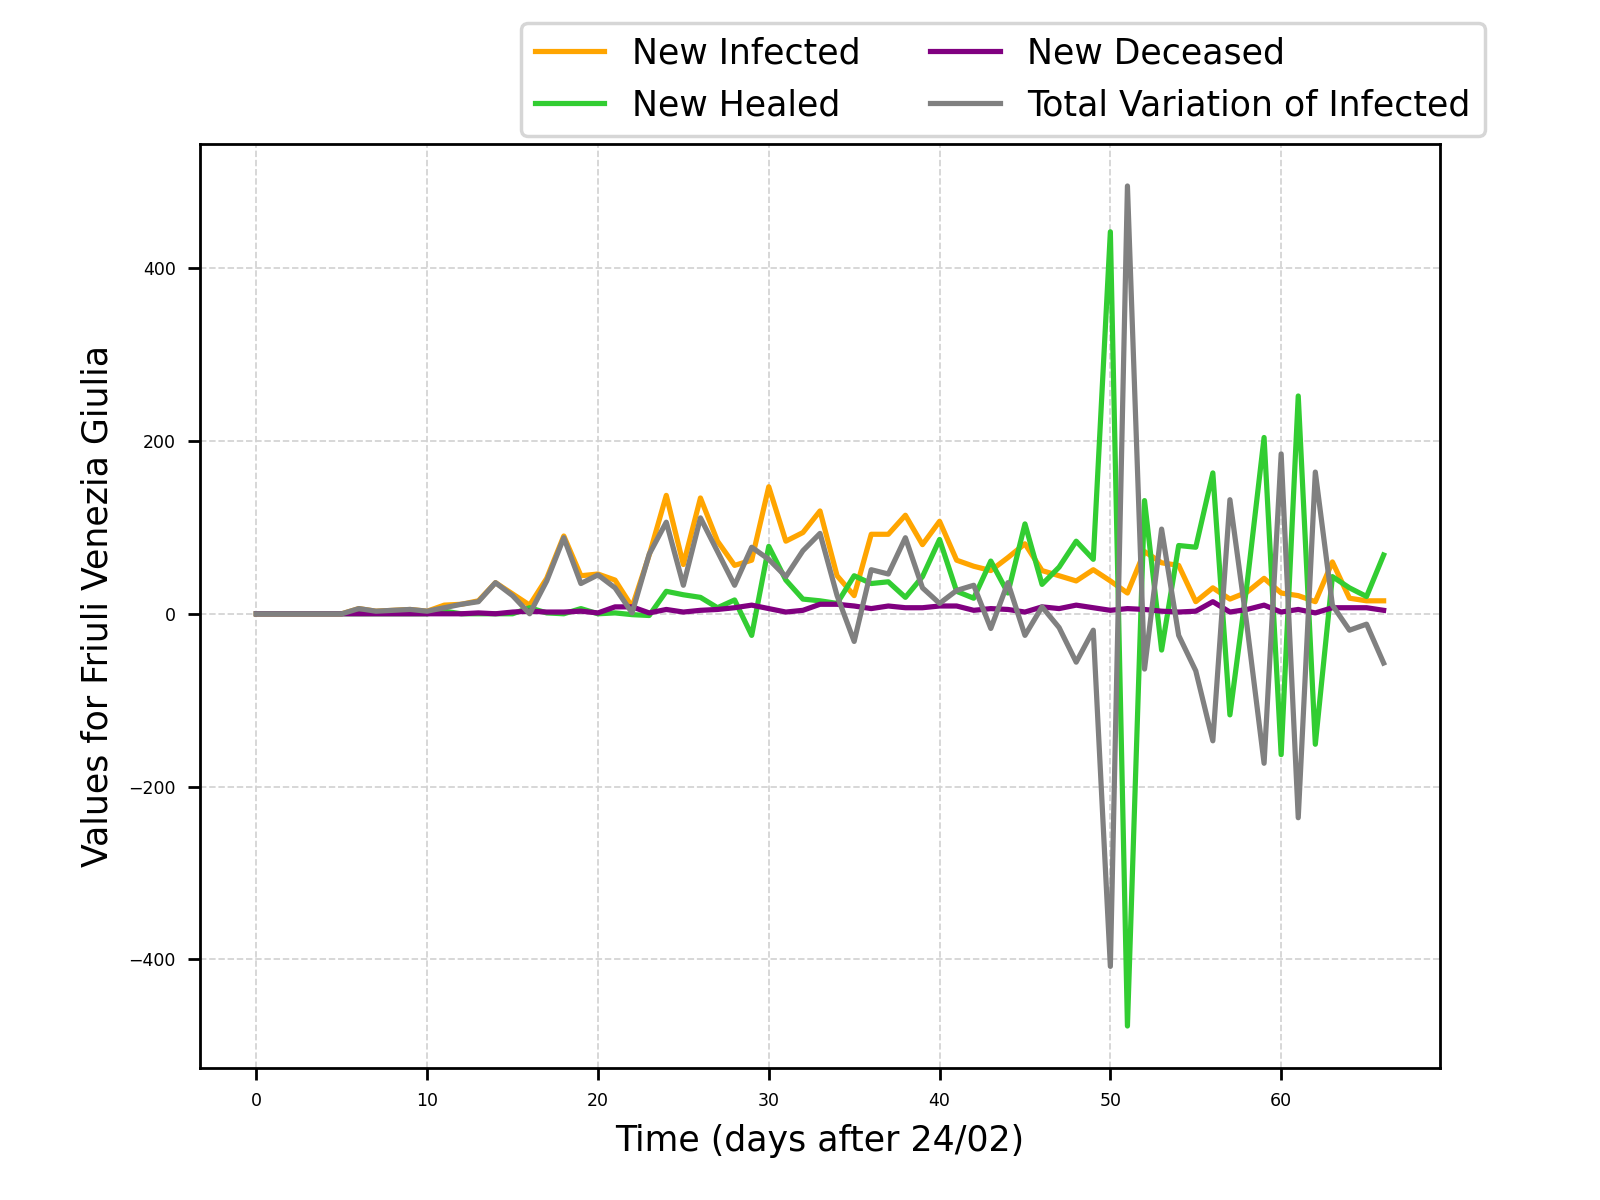 New Infected
New Healed
New Deceased
Total Variation of Infected
Values for Friuli Venezia Giulia
400
200
0
−200
−400
0 10 20 30 40 50 60
Time (days after 24/02)